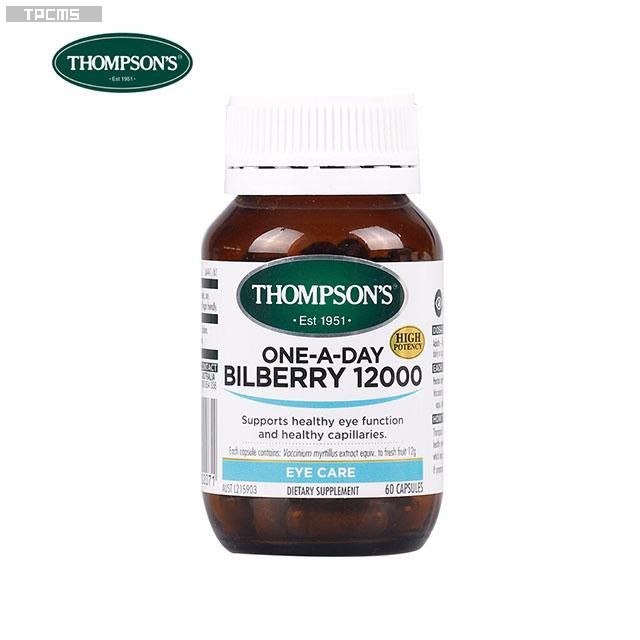 TPCMS
THOMPSON'S
• Est 1951 •
THOMPSON'S
• Est 1951 •
HIGH
POTENCY
ONE-A-DAY
BILBERRY 12000
Supports healthy eye function
and healthy capillaries.
Each capsule contains: Vaccinium myrtillus extract equiv. to fresh fruit 12g
EYE CARE
AUST L215903
DIETARY SUPPLEMENT
60 CAPSULES